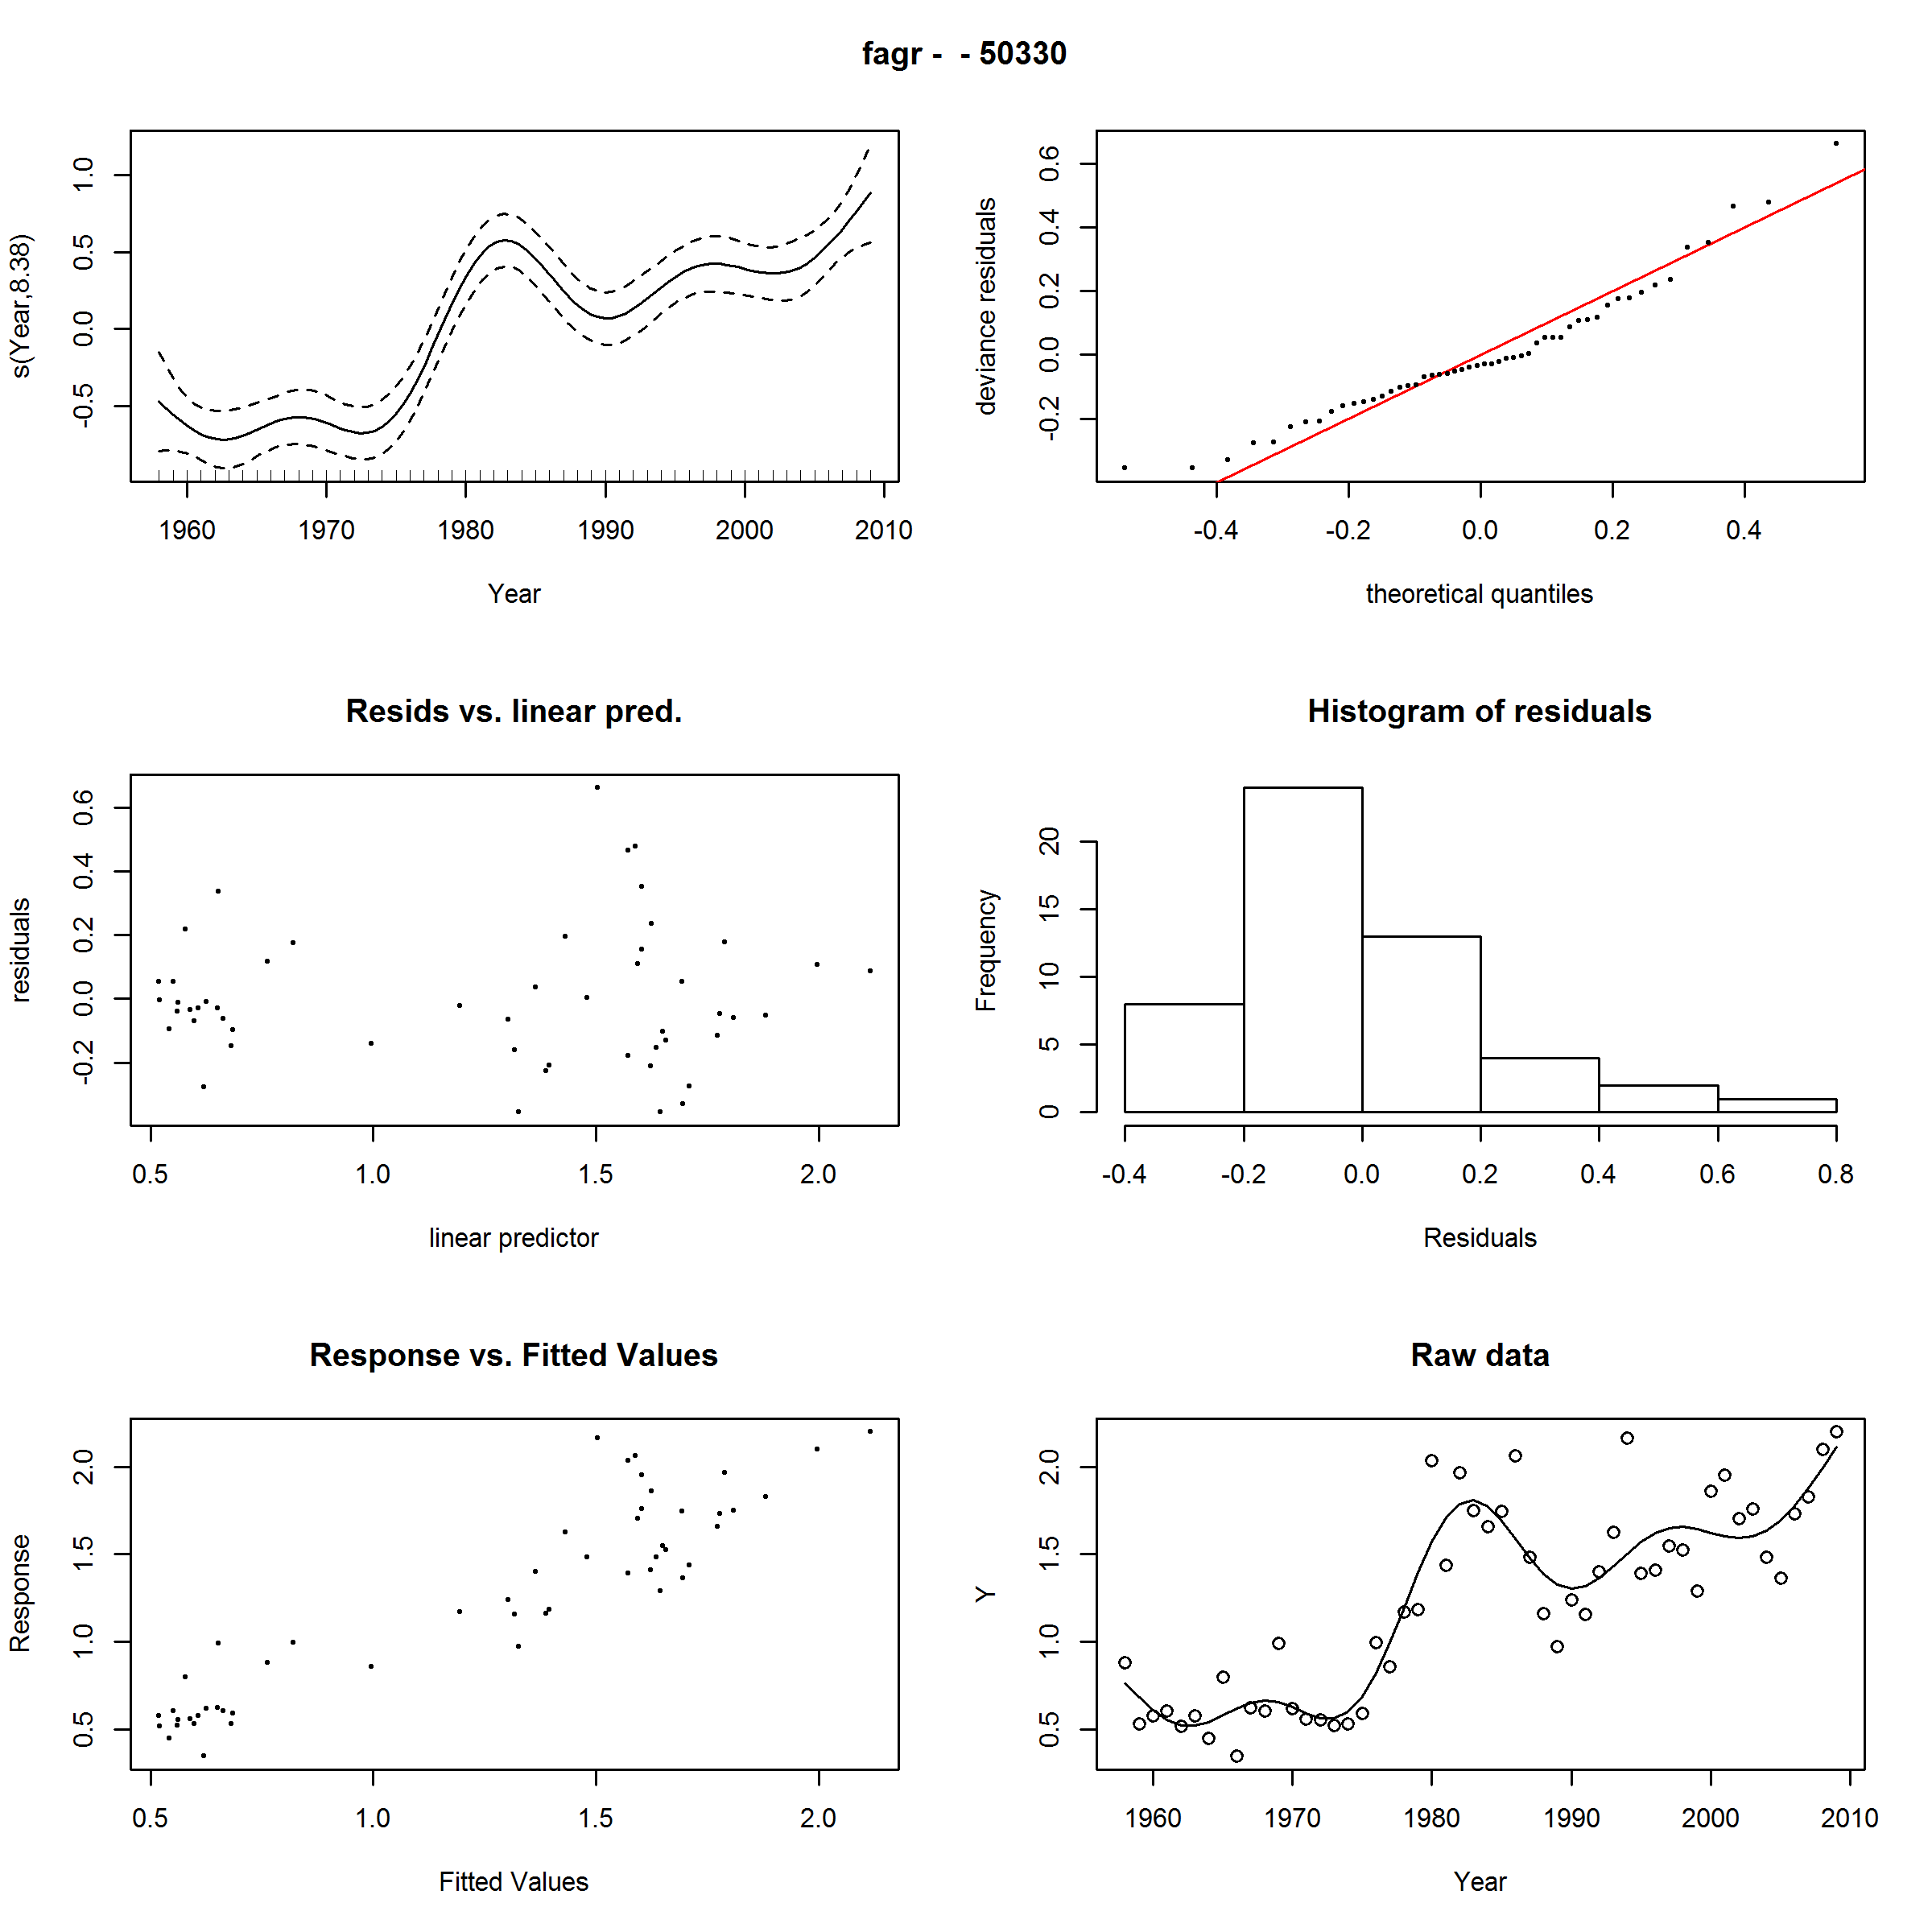 fagr -  - 50330
s(Year,8.38)
1.0
0.5
0.0
-0.5
1960 1970 1980 1990 2000 2010
Year
deviance residuals
0.6
0.4
0.2
0.0
-0.2
-0.4 -0.2 0.0 0.2 0.4
theoretical quantiles
Resids vs. linear pred.
residuals
0.6
0.4
0.2
0.0
-0.2
0.5 1.0 1.5 2.0
linear predictor
Histogram of residuals
Frequency
20
15
10
5
0
-0.4 -0.2 0.0 0.2 0.4 0.6 0.8
Residuals
Response vs. Fitted Values
Response
2.0
1.5
1.0
0.5
0.5 1.0 1.5 2.0
Fitted Values
Raw data
Y
2.0
1.5
1.0
0.5
1960 1970 1980 1990 2000 2010
Year